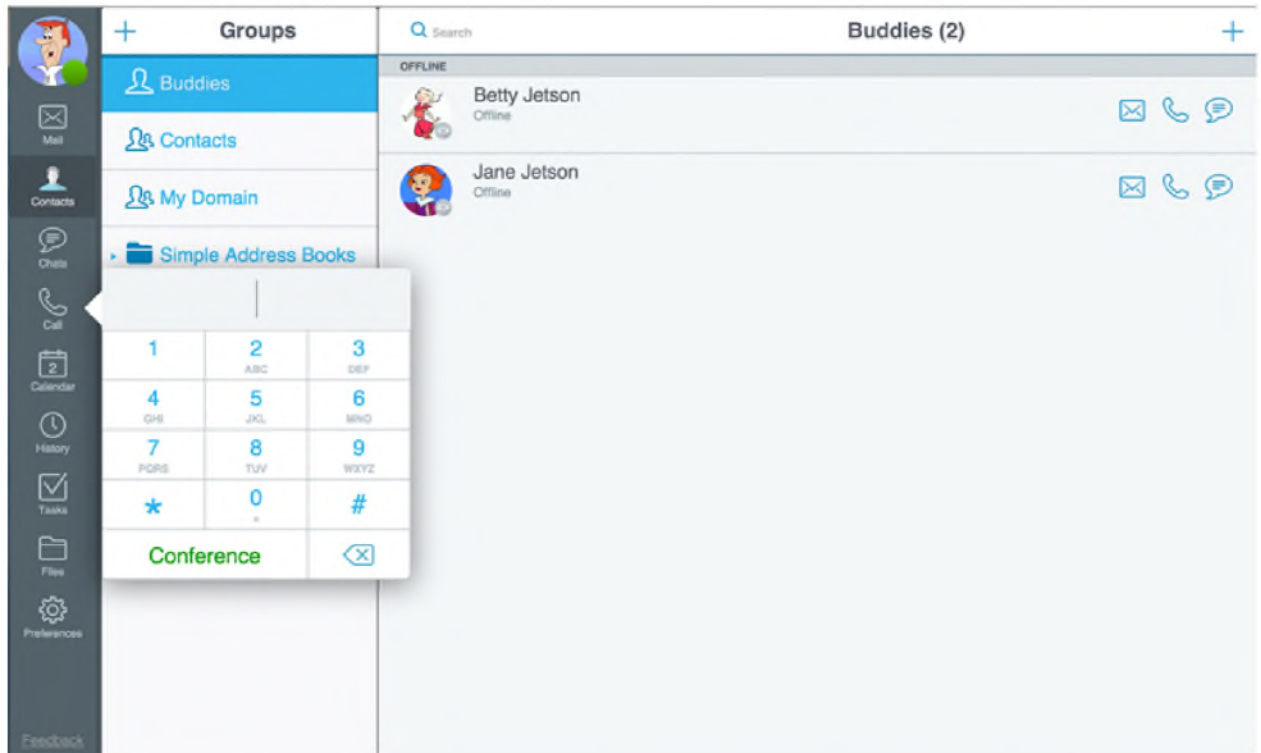 Mail
Contacts
Chats
Call
2
Calendar
History
Tasks
Files
Preferences
Feedback
+ Groups
Buddies
Contacts
My Domain
Simple Address Books
1 2 3
ABC DEF
4 5 6
GHI JKL MNO
7 8 9
PQRS TUV WXYZ
* 0 #
+
Conference
Search Buddies (2) +
OFFLINE
Betty Jetson
Offline
Jane Jetson
Offline